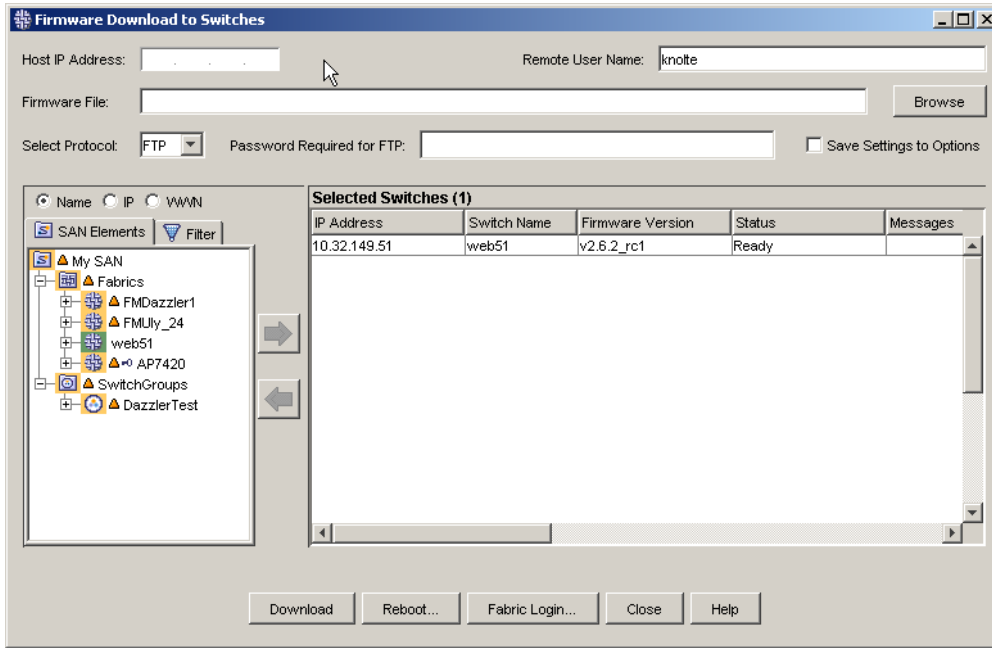 Firmware Download to Switches
Host IP Address: . . . Remote User Name: knolte
Firmware File: Browse
Select Protocol: FTP Password Required for FTP: Save Settings to Options
Name IP WWN
SAN Elements Filter
My SAN
Fabrics
FMDazzler1
FMUly_24
web51
AP7420
SwitchGroups
DazzlerTest
Selected Switches (1)
IP Address Switch Name Firmware Version Status Messages
10.32.149.51 web51 v2.6.2_rc1 Ready
Download Reboot... Fabric Login... Close Help